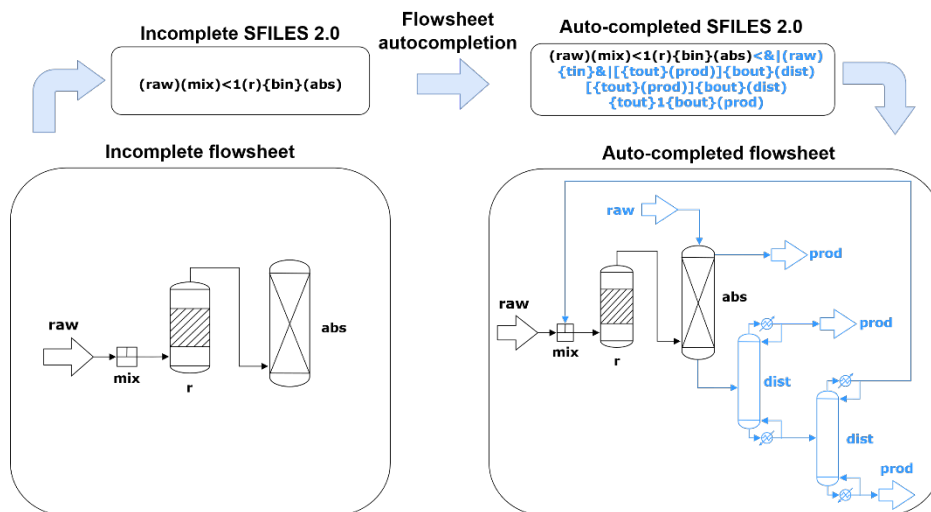 Incomplete SFILES 2.0
(raw)(mix)<1(r){bin}(abs)
Flowsheet
autocompletion
Auto-completed SFILES 2.0
(raw)(mix)<1(r){bin}(abs)<&|(raw)
{tin}&|[{tout}(prod)]{bout}(dist)
[{tout}(prod)]{bout}(dist)
{tout}1{bout}(prod)
Incomplete flowsheet
raw
mix
r
abs
Auto-completed flowsheet
raw
prod
raw
mix
r
abs
prod
dist
dist
prod